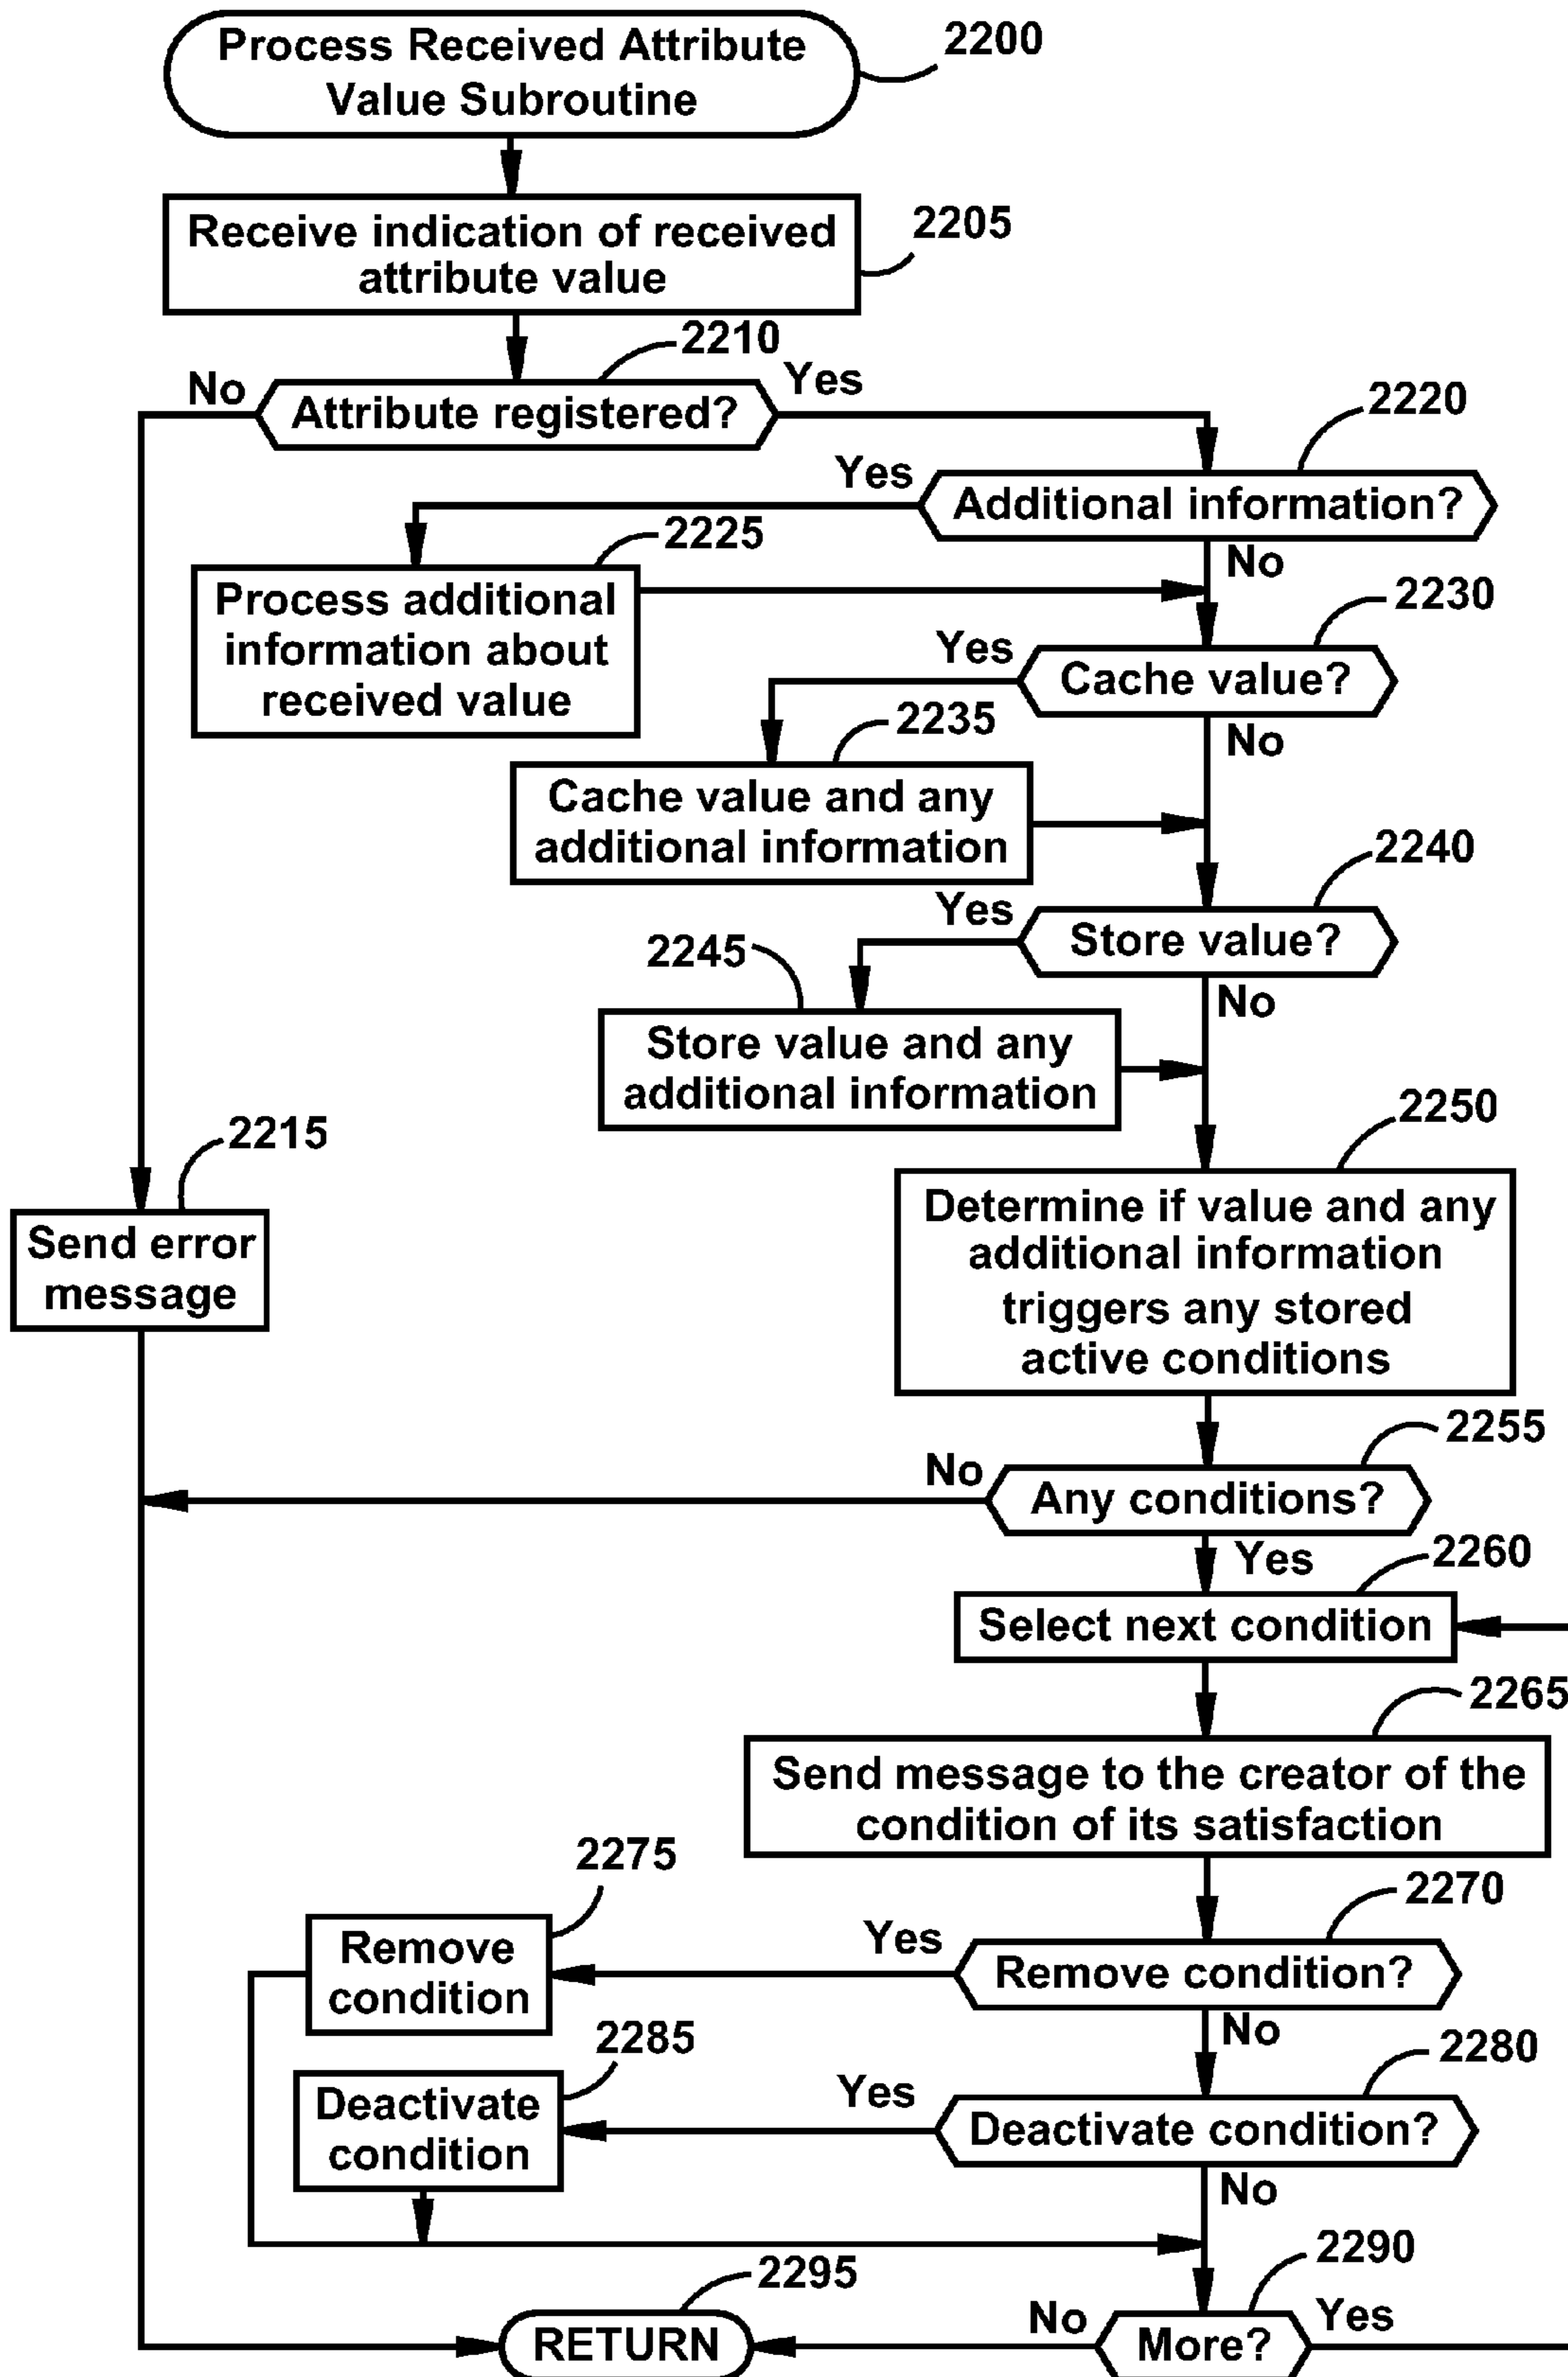 Process Received Attribute
Value Subroutine
2200
Receive indication of received
attribute value
2205
2210
No
Attribute registered?
Yes
2220
Yes
Additional information?
No
2225
Process additional
information about
received value
2230
Yes
Cache value?
No
2235
Cache value and any
additional information
2240
Yes
Store value?
No
2245
Store value and any
additional information
2215
Send error
message
2250
Determine if value and any
additional information
triggers any stored
active conditions
2255
No
Any conditions?
Yes
2260
Select next condition
2265
Send message to the creator of the
condition of its satisfaction
2275
Remove
condition
2270
Yes
Remove condition?
No
2285
Deactivate
condition
2280
Yes
Deactivate condition?
No
2295
RETURN
2290
No
More?
Yes